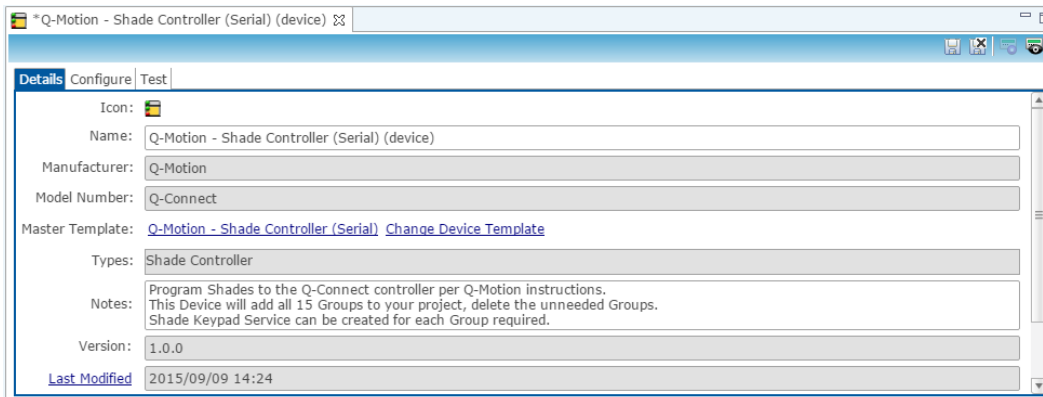 *Q-Motion - Shade Controller (Serial) (device)
Details Configure Test
Icon:
Name: Q-Motion - Shade Controller (Serial) (device)
Manufacturer: Q-Motion
Model Number: Q-Connect
Master Template: Q-Motion - Shade Controller (Serial) Change Device Template
Types: Shade Controller
Notes: Program Shades to the Q-Connect controller per Q-Motion instructions.
This Device will add all 15 Groups to your project, delete the unneeded Groups.
Shade Keypad Service can be created for each Group required.
Version: 1.0.0
Last Modified 2015/09/09 14:24